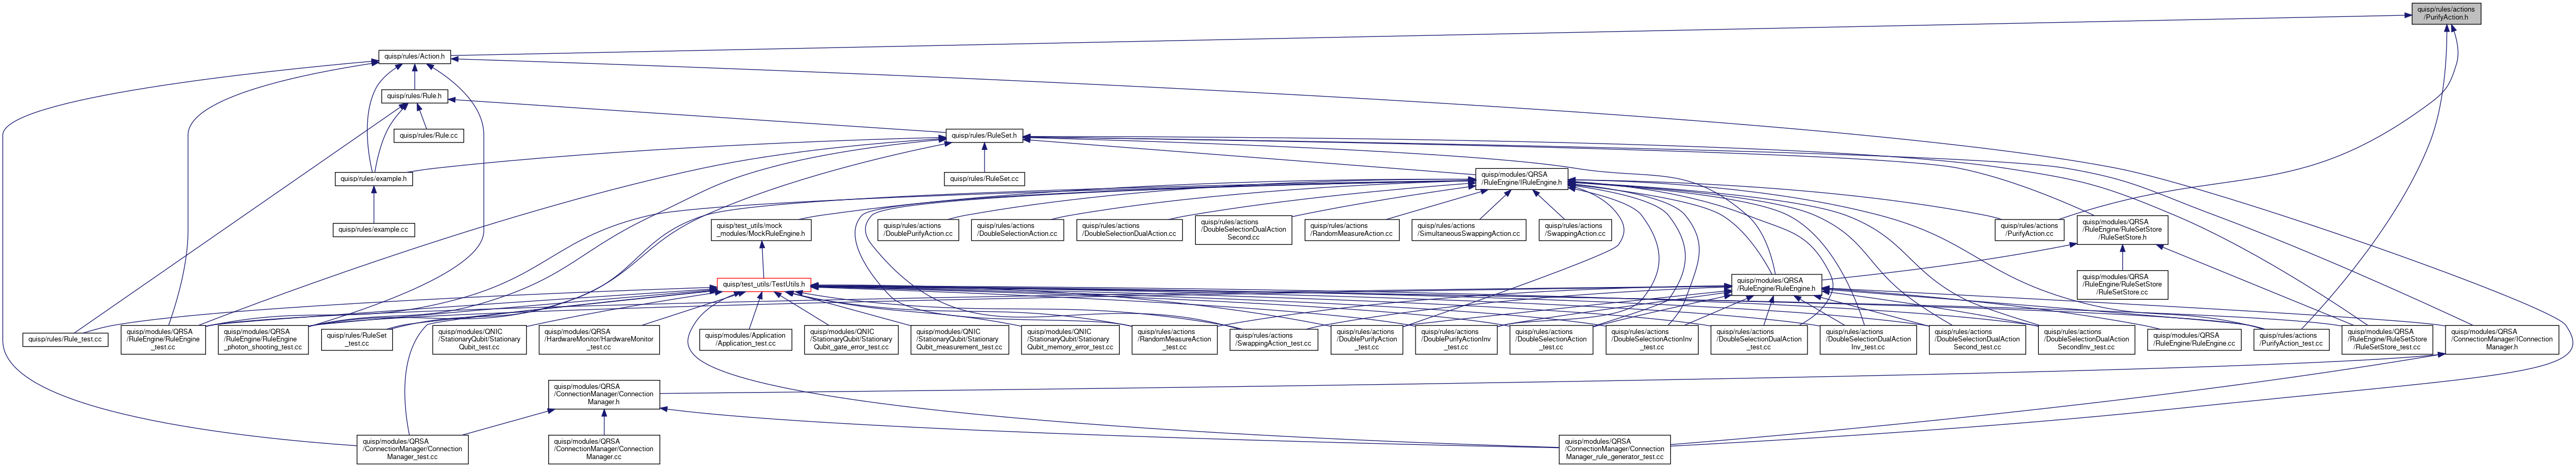 quisp/rules/actions
/PurifyAction.h
quisp/rules/Action.h
quisp/rules/Rule.h
quisp/rules/Rule.cc
quisp/rules/RuleSet.h
quisp/rules/example.h
quisp/rules/RuleSet.cc
quisp/modules/QRSA
/RuleEngine/IRuleEngine.h
quisp/rules/example.cc
quisp/test_utils/mock
_modules/MockRuleEngine.h
quisp/rules/actions
/DoublePurifyAction.cc
quisp/rules/actions
/DoubleSelectionAction.cc
quisp/rules/actions
/DoubleSelectionDualAction.cc
quisp/rules/actions
/DoubleSelectionDualAction
Second.cc
quisp/rules/actions
/RandomMeasureAction.cc
quisp/rules/actions
/SimultaneousSwappingAction.cc
quisp/rules/actions
/SwappingAction.cc
quisp/rules/actions
/PurifyAction.cc
quisp/modules/QRSA
/RuleEngine/RuleSetStore
/RuleSetStore.h
quisp/test_utils/TestUtils.h
quisp/modules/QRSA
/RuleEngine/RuleEngine.h
quisp/modules/QRSA
/RuleEngine/RuleSetStore
/RuleSetStore.cc
quisp/rules/Rule_test.cc
quisp/modules/QRSA
/RuleEngine/RuleEngine
_test.cc
quisp/modules/QRSA
/RuleEngine/RuleEngine
_photon_shooting_test.cc
quisp/rules/RuleSet
_test.cc
quisp/modules/QNIC
/StationaryQubit/Stationary
Qubit_test.cc
quisp/modules/QRSA
/HardwareMonitor/HardwareMonitor
_test.cc
quisp/modules/Application
/Application_test.cc
quisp/modules/QNIC
/StationaryQubit/Stationary
Qubit_gate_error_test.cc
quisp/modules/QNIC
/StationaryQubit/Stationary
Qubit_measurement_test.cc
quisp/modules/QNIC
/StationaryQubit/Stationary
Qubit_memory_error_test.cc
quisp/rules/actions
/RandomMeasureAction
_test.cc
quisp/rules/actions
/SwappingAction_test.cc
quisp/rules/actions
/DoublePurifyAction
_test.cc
quisp/rules/actions
/DoublePurifyActionInv
_test.cc
quisp/rules/actions
/DoubleSelectionAction
_test.cc
quisp/rules/actions
/DoubleSelectionActionInv
_test.cc
quisp/rules/actions
/DoubleSelectionDualAction
_test.cc
quisp/rules/actions
/DoubleSelectionDualAction
Inv_test.cc
quisp/rules/actions
/DoubleSelectionDualAction
Second_test.cc
quisp/rules/actions
/DoubleSelectionDualAction
SecondInv_test.cc
quisp/modules/QRSA
/RuleEngine/RuleEngine.cc
quisp/rules/actions
/PurifyAction_test.cc
quisp/modules/QRSA
/RuleEngine/RuleSetStore
/RuleSetStore_test.cc
quisp/modules/QRSA
/ConnectionManager/IConnection
Manager.h
quisp/modules/QRSA
/ConnectionManager/Connection
Manager.h
quisp/modules/QRSA
/ConnectionManager/Connection
Manager_test.cc
quisp/modules/QRSA
/ConnectionManager/Connection
Manager.cc
quisp/modules/QRSA
/ConnectionManager/Connection
Manager_rule_generator_test.cc